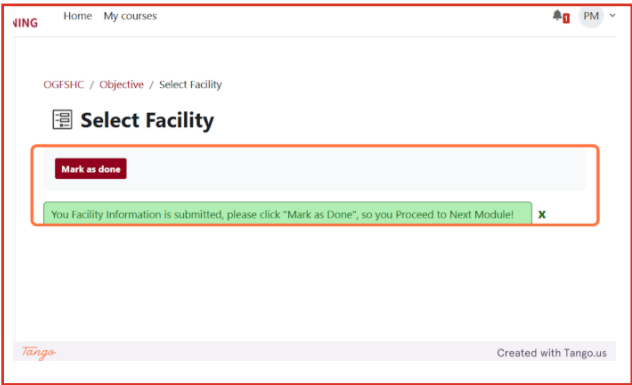 NING Home My courses 1 PM
OGFSHC / Objective / Select Facility
Select Facility
Mark as done
You Facility Information is submitted, please click "Mark as Done", so you Proceed to Next Module! x
Tango Created with Tango.us